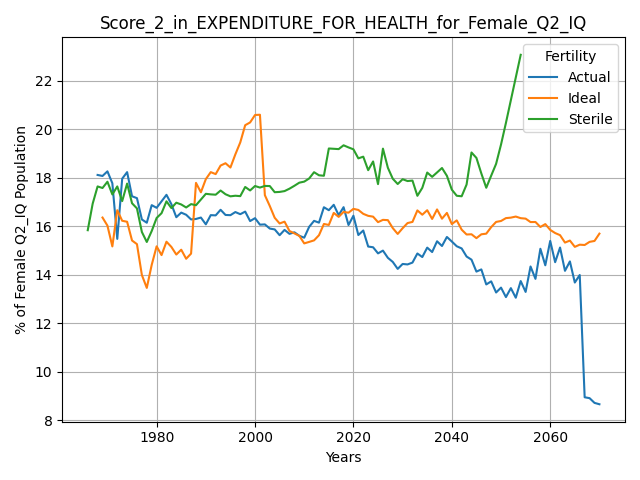 Score_2_in_EXPENDITURE_FOR_HEALTH_for_Female_Q2_IQ
Fertility
Actual
Ideal
Sterile
% of Female Q2_IQ Population
22
20
18
16
14
12
10
8
1980
2000
2020
2040
2060
Years